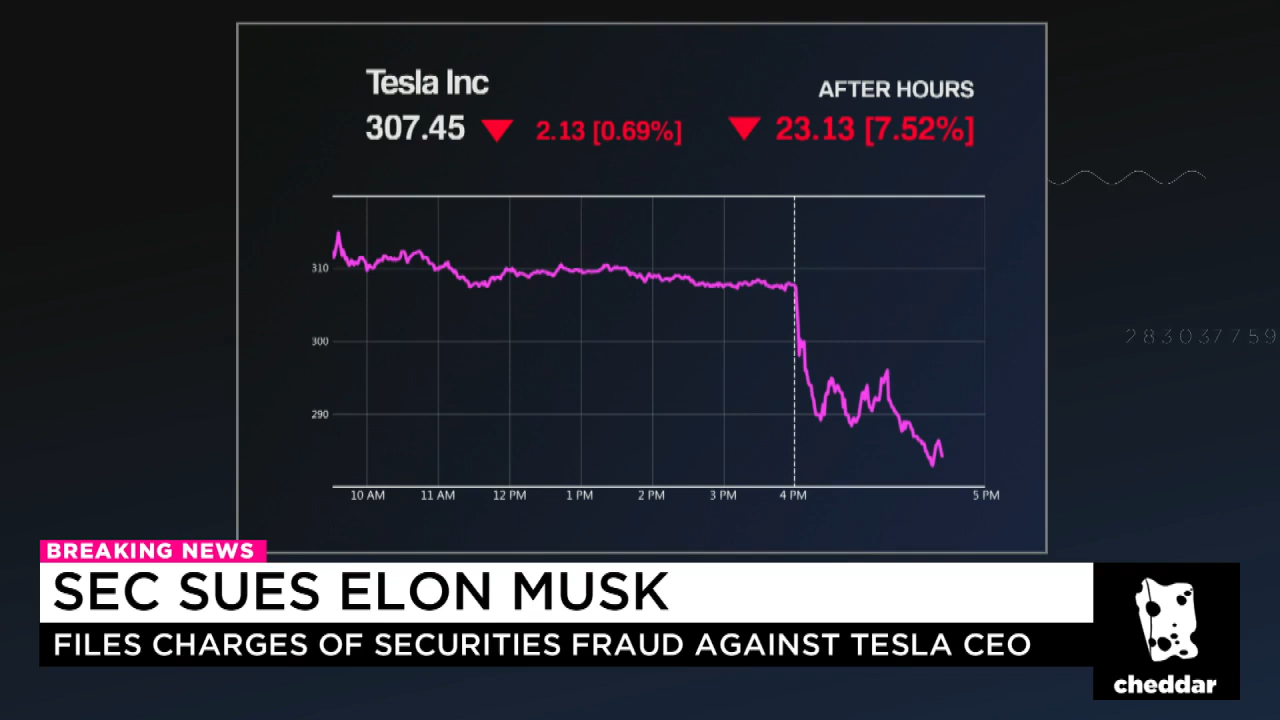 Tesla Inc
307.45 ▼ 2.13 [0.69%]
AFTER HOURS
▼ 23.13 [7.52%]
310
300
290
10 AM 11 AM 12 PM 1 PM 2 PM 3 PM 4 PM 5 PM
283037759
BREAKING NEWS
SEC SUES ELON MUSK
FILES CHARGES OF SECURITIES FRAUD AGAINST TESLA CEO
cheddar